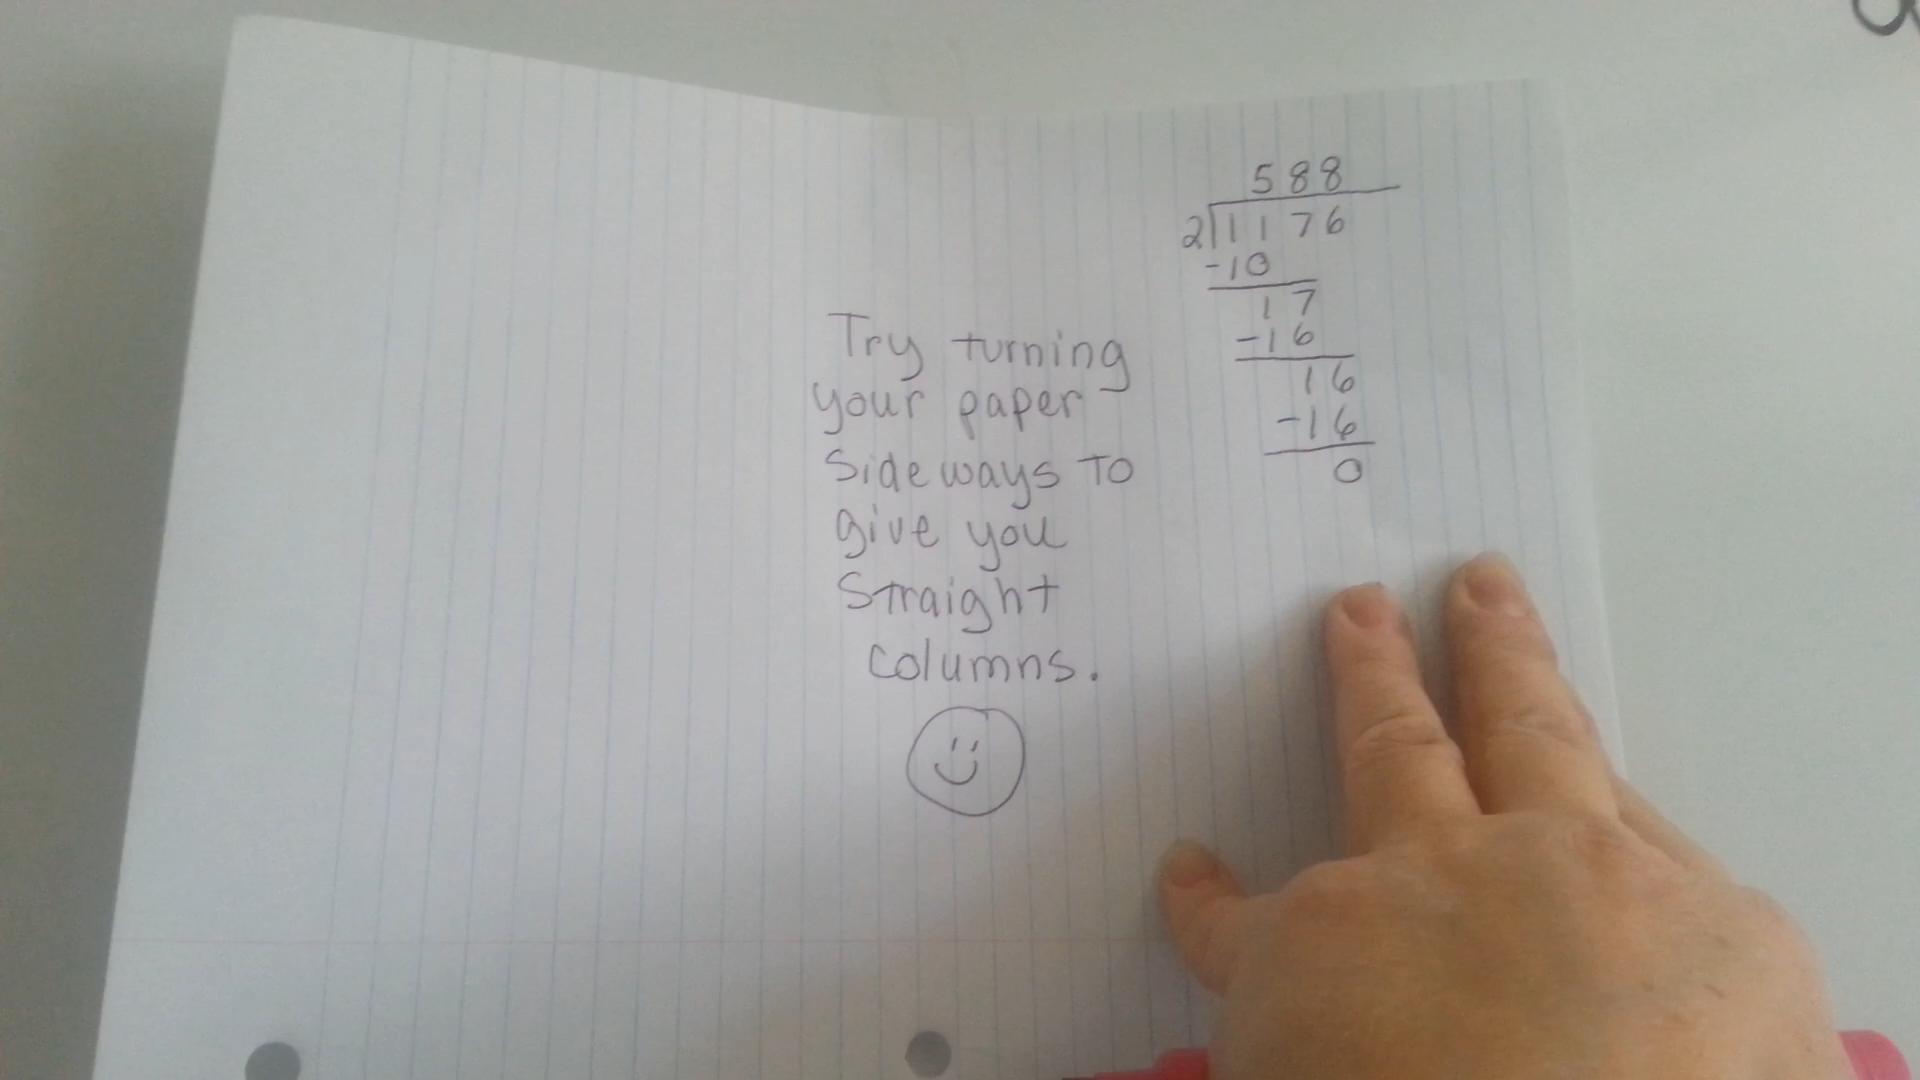 Try turning
your paper
sideways to
give you
straight
columns.
588
2)1176
-10
17
-16
16
-16
0